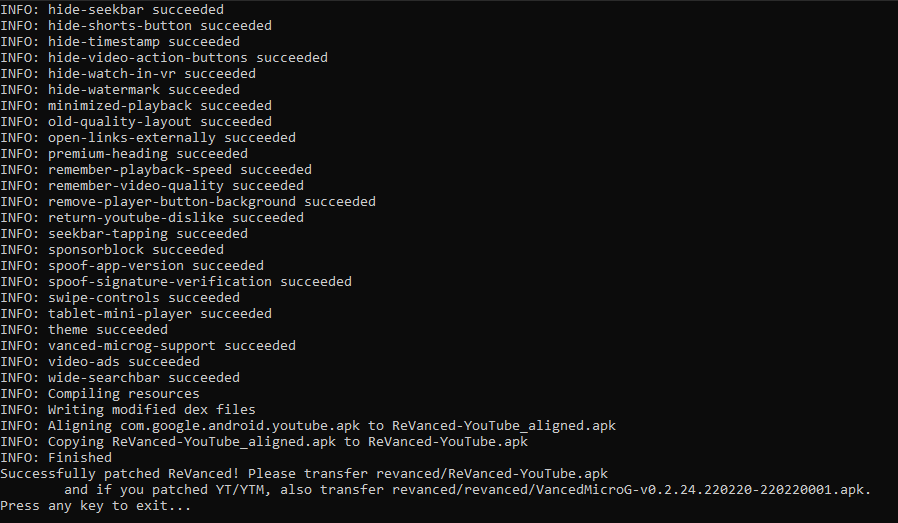 INFO: hide-seekbar succeeded
INFO: hide-shorts-button succeeded
INFO: hide-timestamp succeeded
INFO: hide-video-action-buttons succeeded
INFO: hide-watch-in-vr succeeded
INFO: hide-watermark succeeded
INFO: minimized-playback succeeded
INFO: old-quality-layout succeeded
INFO: open-links-externally succeeded
INFO: premium-heading succeeded
INFO: remember-playback-speed succeeded
INFO: remember-video-quality succeeded
INFO: remove-player-button-background succeeded
INFO: return-youtube-dislike succeeded
INFO: seekbar-tapping succeeded
INFO: sponsorblock succeeded
INFO: spoof-app-version succeeded
INFO: spoof-signature-verification succeeded
INFO: swipe-controls succeeded
INFO: tablet-mini-player succeeded
INFO: theme succeeded
INFO: vanced-microg-support succeeded
INFO: video-ads succeeded
INFO: wide-searchbar succeeded
INFO: Compiling resources
INFO: Writing modified dex files
INFO: Aligning com.google.android.youtube.apk to ReVanced-YouTube_aligned.apk
INFO: Copying ReVanced-YouTube_aligned.apk to ReVanced-YouTube.apk
INFO: Finished
Successfully patched ReVanced! Please transfer revanced/ReVanced-YouTube.apk
and if you patched YT/YTM, also transfer revanced/revanced/VancedMicroG-v0.2.24.220220-220220001.apk.
Press any key to exit...